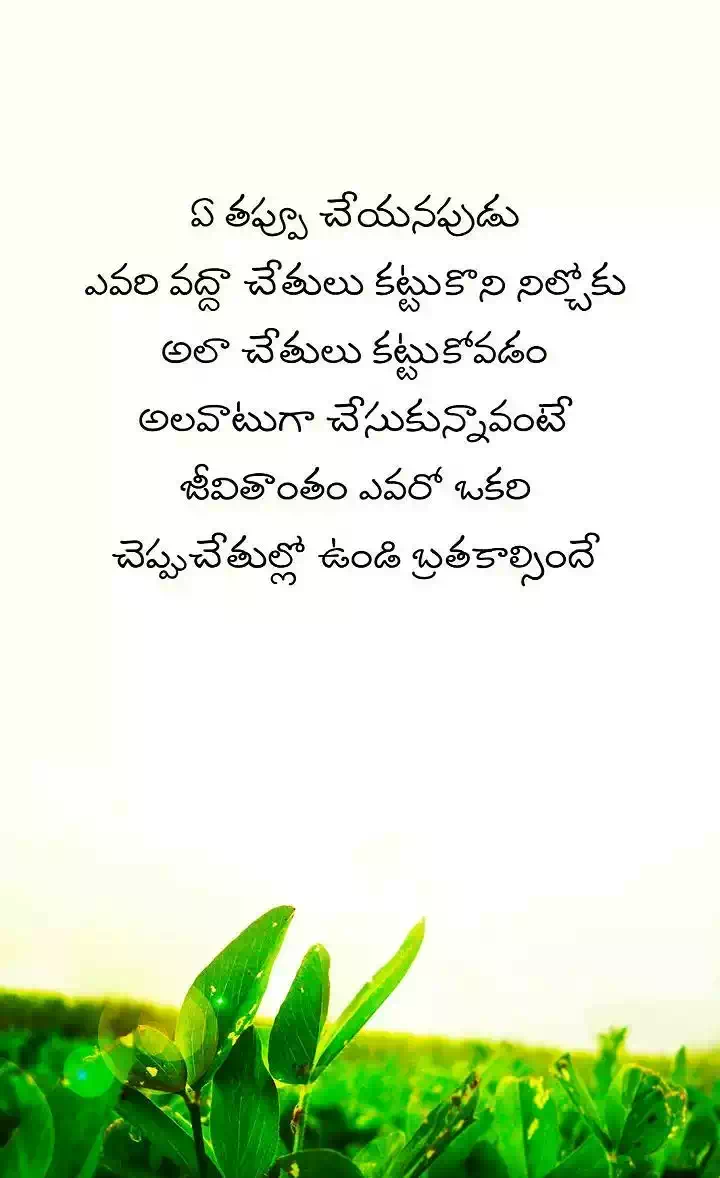 ఏ తప్పూ చేయనపుడు
ఎవరి వద్దా చేతులు కట్టుకొని నిల్చోకు
అలా చేతులు కట్టుకోవడం
అలవాటుగా చేసుకున్నావంటే
జీవితాంతం ఎవరో ఒకరి
చెప్పుచేతుల్లో ఉండి బ్రతకాల్సిందే